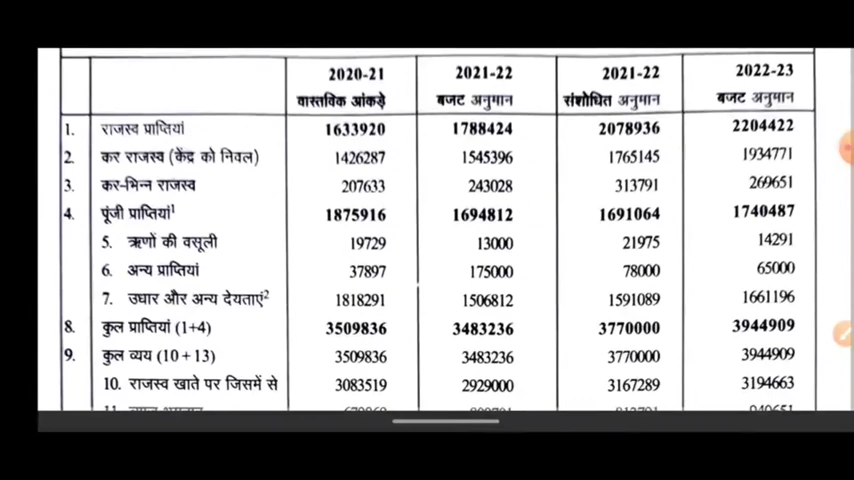 2020-21 2021-22 2021-22 2022-23
वास्तविक आंकड़े बजट अनुमान संशोधित अनुमान बजट अनुमान
1. राजस्व प्राप्तियां 1633920 1788424 2078936 2204422
2. कर राजस्व (केंद्र को निवल) 1426287 1545396 1765145 1934771
3. कर-भिन्न राजस्व 207633 243028 313791 269651
4. पूंजी प्राप्तियां¹ 1875916 1694812 1691064 1740487
5. ऋणों की वसूली 19729 13000 21975 14291
6. अन्य प्राप्तियां 37897 175000 78000 65000
7. उधार और अन्य देयताएं² 1818291 1506812 1591089 1661196
8. कुल प्राप्तियां (1+4) 3509836 3483236 3770000 3944909
9. कुल व्यय (10+13) 3509836 3483236 3770000 3944909
10. राजस्व खाते पर जिसमें से 3083519 2929000 3167289 3194663